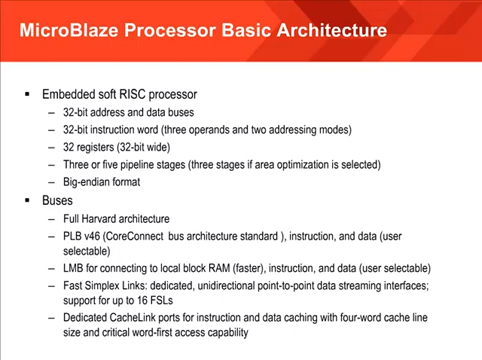 MicroBlaze Processor Basic Architecture
▪ Embedded soft RISC processor
– 32-bit address and data buses
– 32-bit instruction word (three operands and two addressing modes)
– 32 registers (32-bit wide)
– Three or five pipeline stages (three stages if area optimization is selected)
– Big-endian format
▪ Buses
– Full Harvard architecture
– PLB v46 (CoreConnect bus architecture standard ), instruction, and data (user
selectable)
– LMB for connecting to local block RAM (faster), instruction, and data (user selectable)
– Fast Simplex Links: dedicated, unidirectional point-to-point data streaming interfaces;
support for up to 16 FSLs
– Dedicated CacheLink ports for instruction and data caching with four-word cache line
size and critical word-first access capability